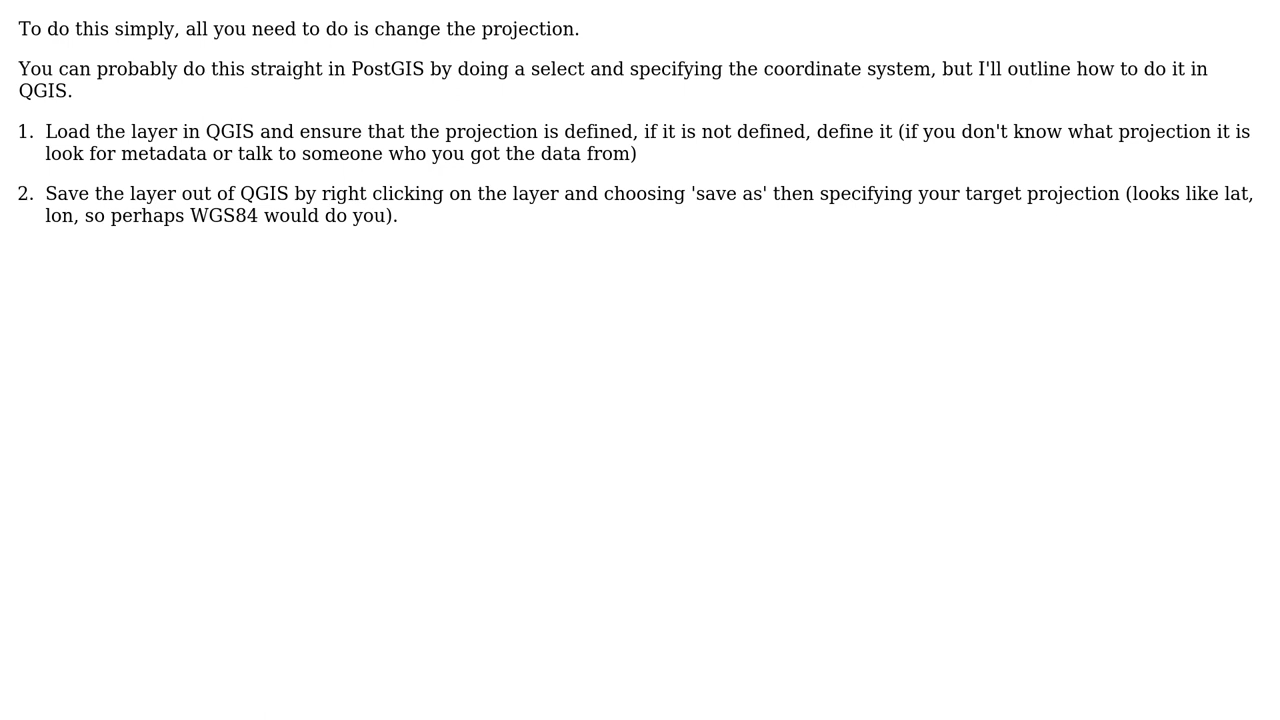 To do this simply, all you need to do is change the projection.
You can probably do this straight in PostGIS by doing a select and specifying the coordinate system, but I'll outline how to do it in
QGIS.
1. Load the layer in QGIS and ensure that the projection is defined, if it is not defined, define it (if you don't know what projection it is
look for metadata or talk to someone who you got the data from)
2. Save the layer out of QGIS by right clicking on the layer and choosing 'save as' then specifying your target projection (looks like lat,
lon, so perhaps WGS84 would do you).